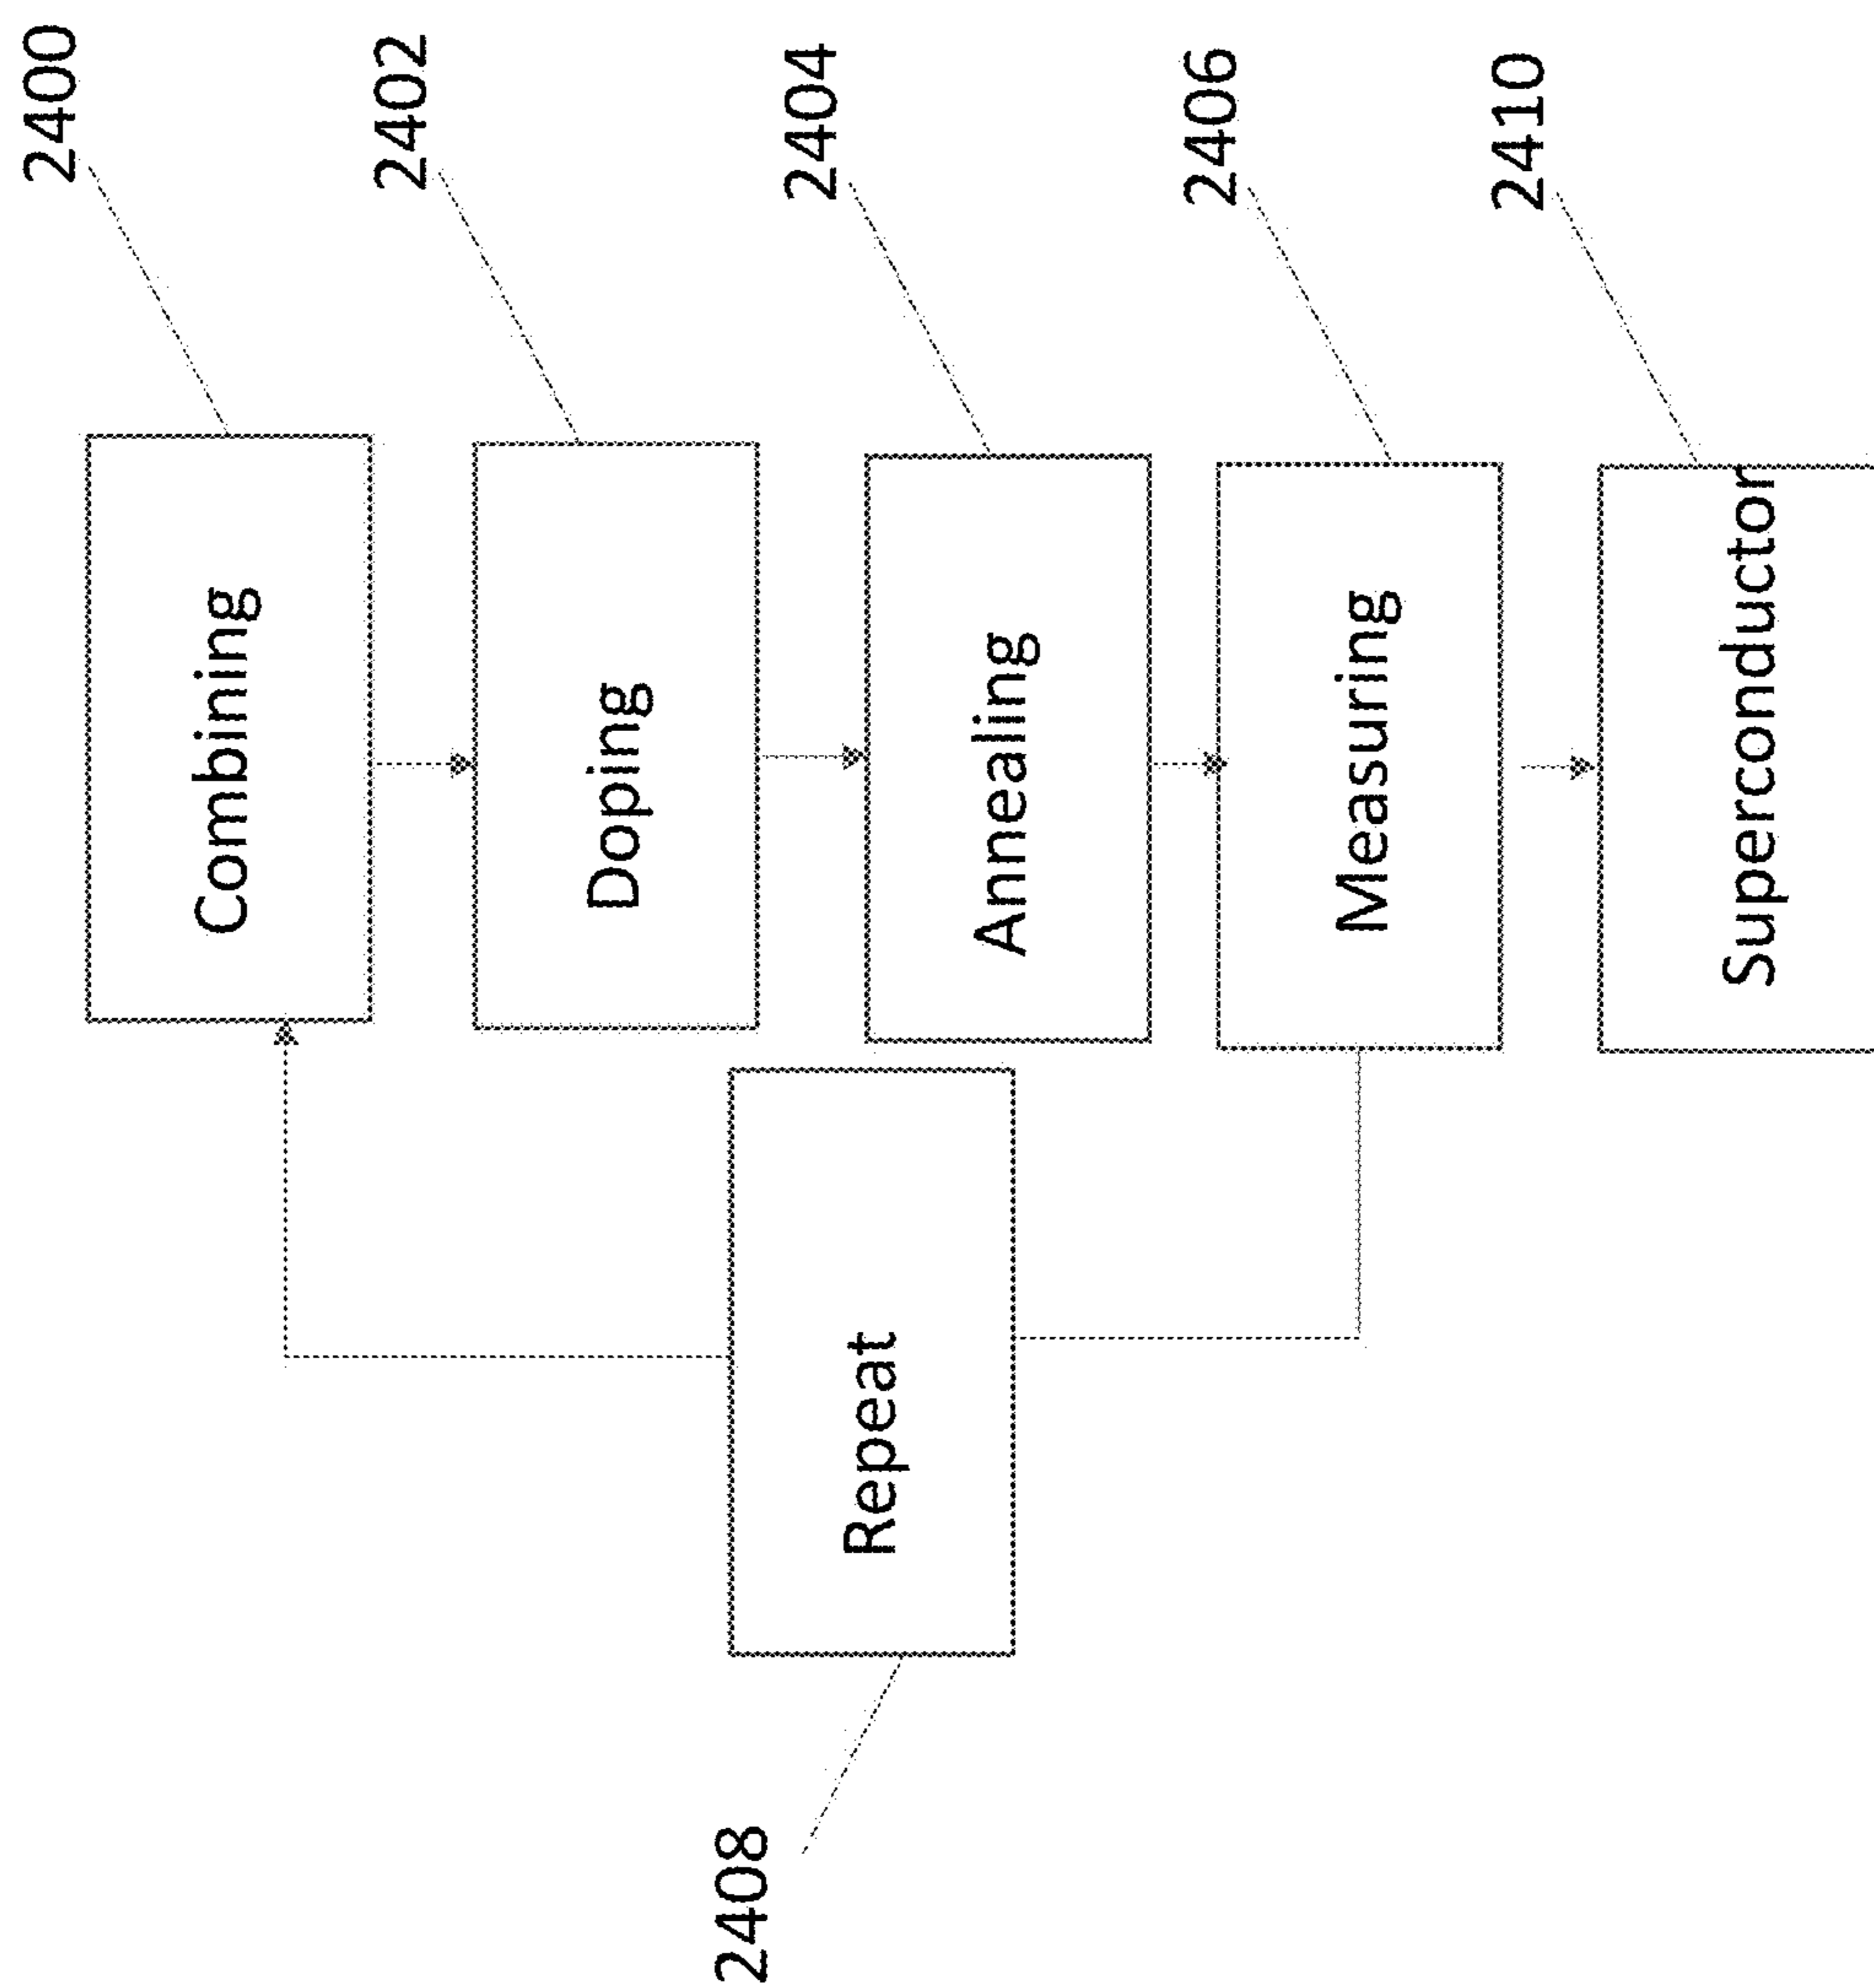 2400
Combining
2402
Doping
2404
Annealing
2406
Measuring
2408
Repeat
2410
Superconductor